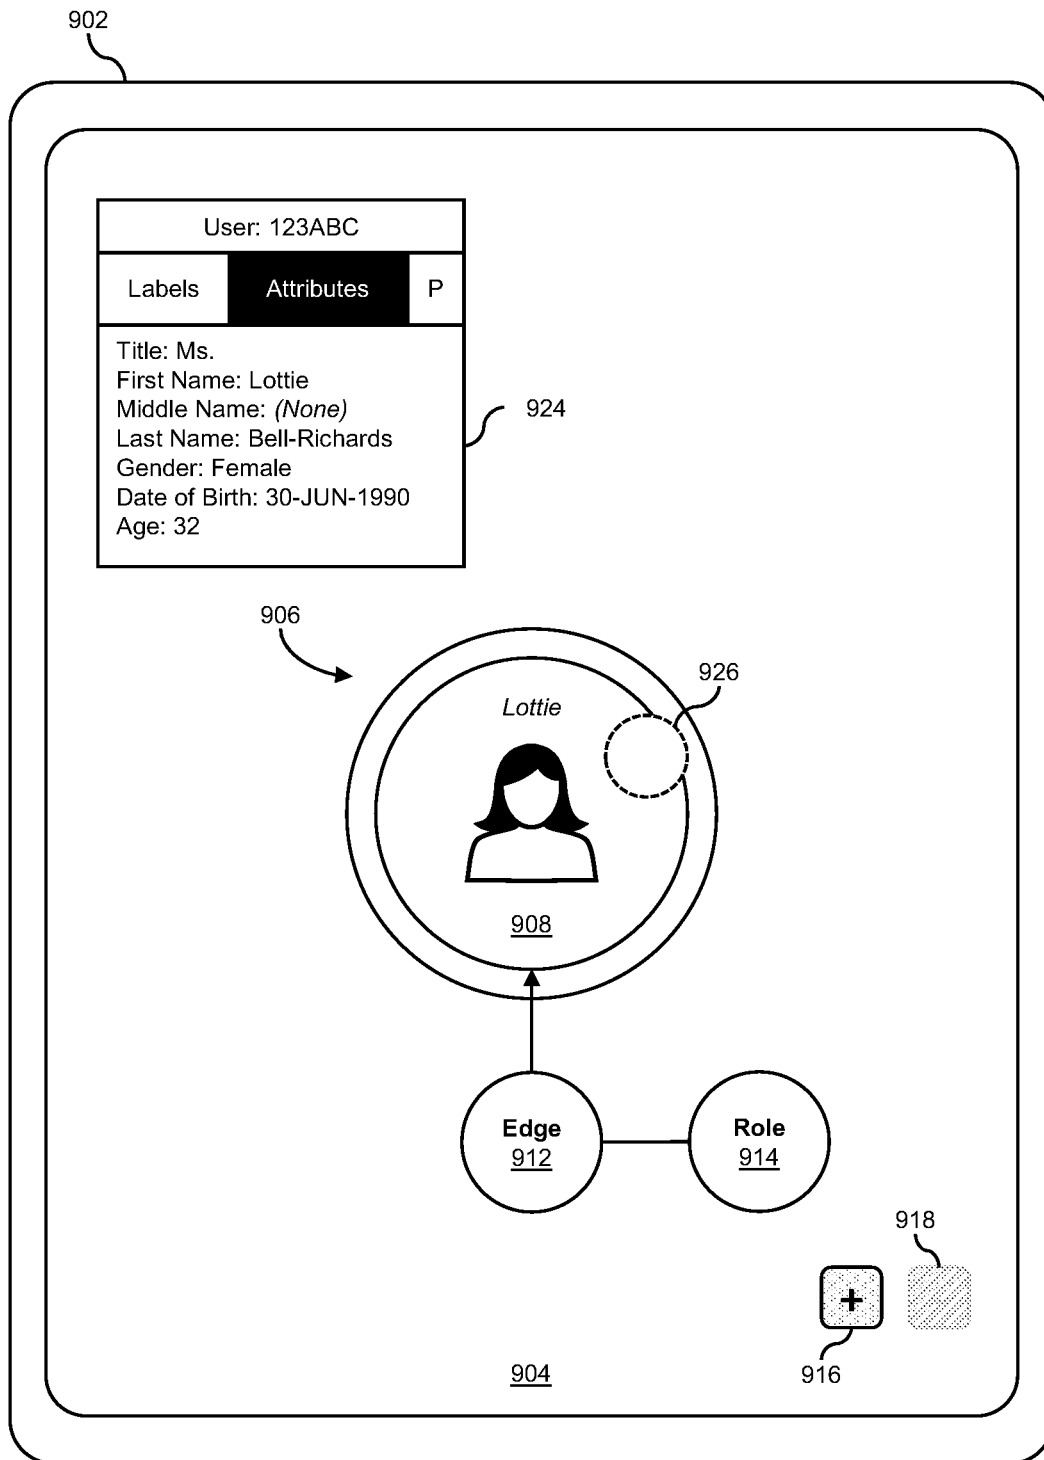 902
User: 123ABC
Labels Attributes P
Title: Ms.
First Name: Lottie
Middle Name: (None)
Last Name: Bell-Richards
Gender: Female
Date of Birth: 30-JUN-1990
Age: 32
924
906
926
Lottie
908
Edge
912
Role
914
918
+
916
904